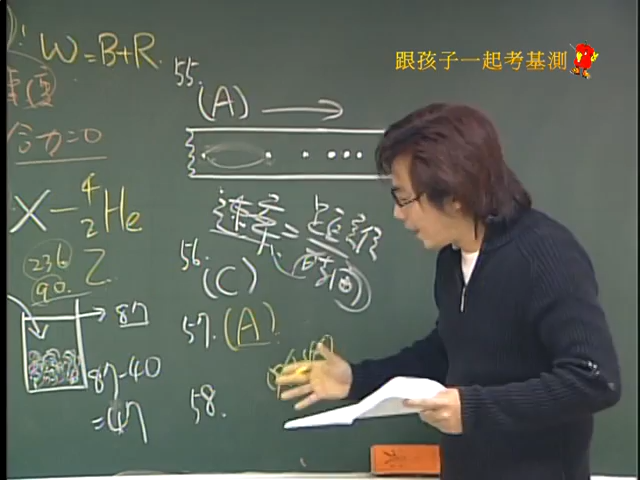 跟孩子一起考基測
W=B+R
合力=0
X-⁴₂He
236
90
乙
87
87-40
=47
55.
(A)
速率=距離
時間
56.
(C)
57.
(A)
58.